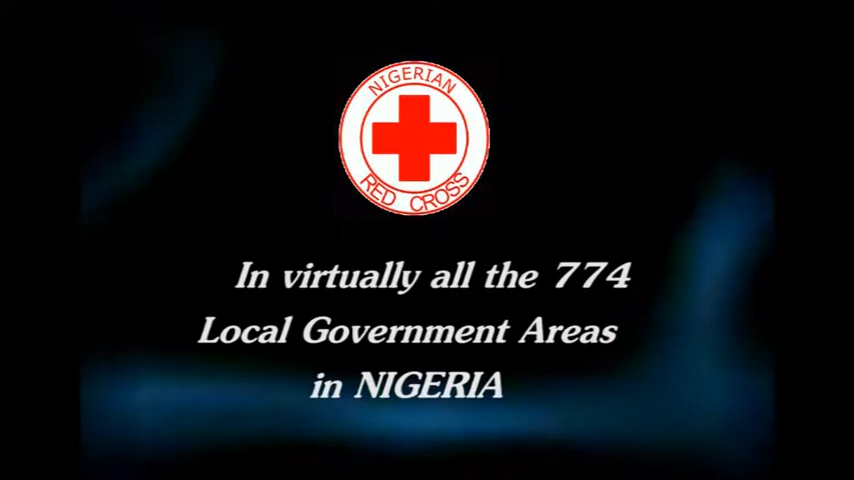 NIGERIAN
RED CROSS
In virtually all the 774
Local Government Areas
in NIGERIA